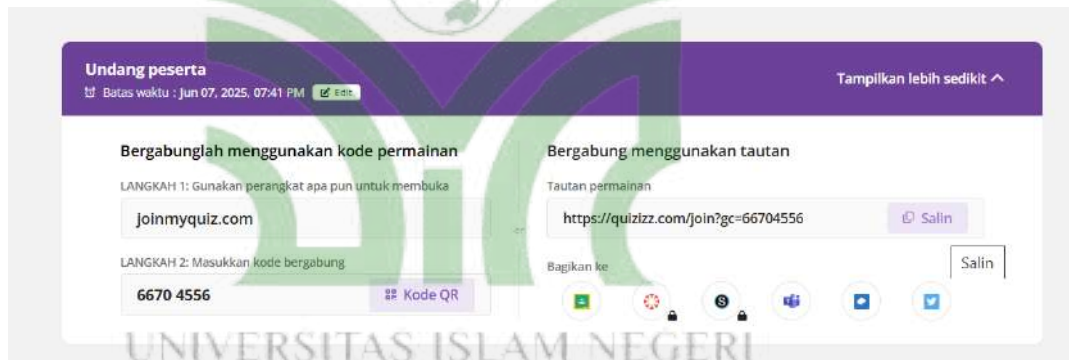 Undang peserta
Batas waktu : Jun 07, 2025, 07:41 PM Edit
Tampilkan lebih sedikit
Bergabunglah menggunakan kode permainan
LANGKAH 1: Gunakan perangkat apa pun untuk membuka
joinmyquiz.com
or
LANGKAH 2: Masukkan kode bergabung
6670 4556 Kode QR
Bergabung menggunakan tautan
Tautan permainan
https://quizizz.com/join?gc=66704556 Salin
Bagikan ke
Salin
UNIVERSITAS ISLAM NEGERI